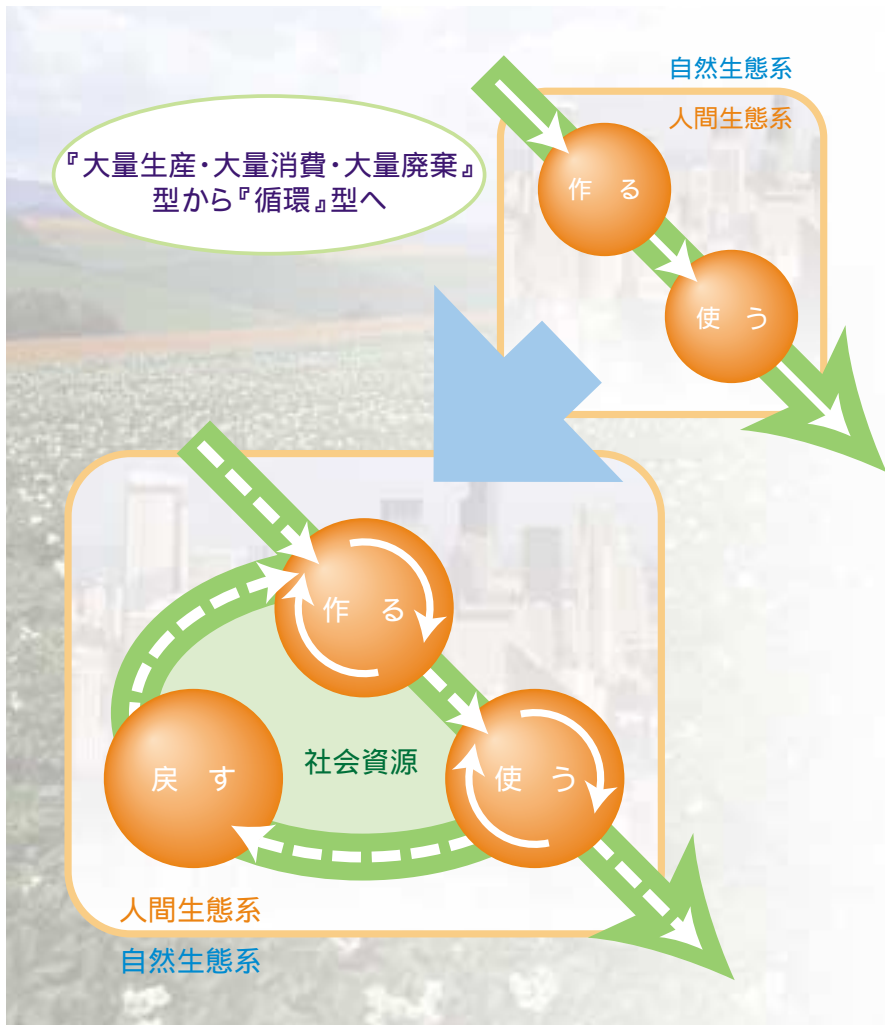 自然生態系
人間生態系
『大量生産・大量消費・大量廃棄』
型から『循環』型へ
作 る
使 う
作 る
社会資源
戻 す
使 う
人間生態系
自然生態系